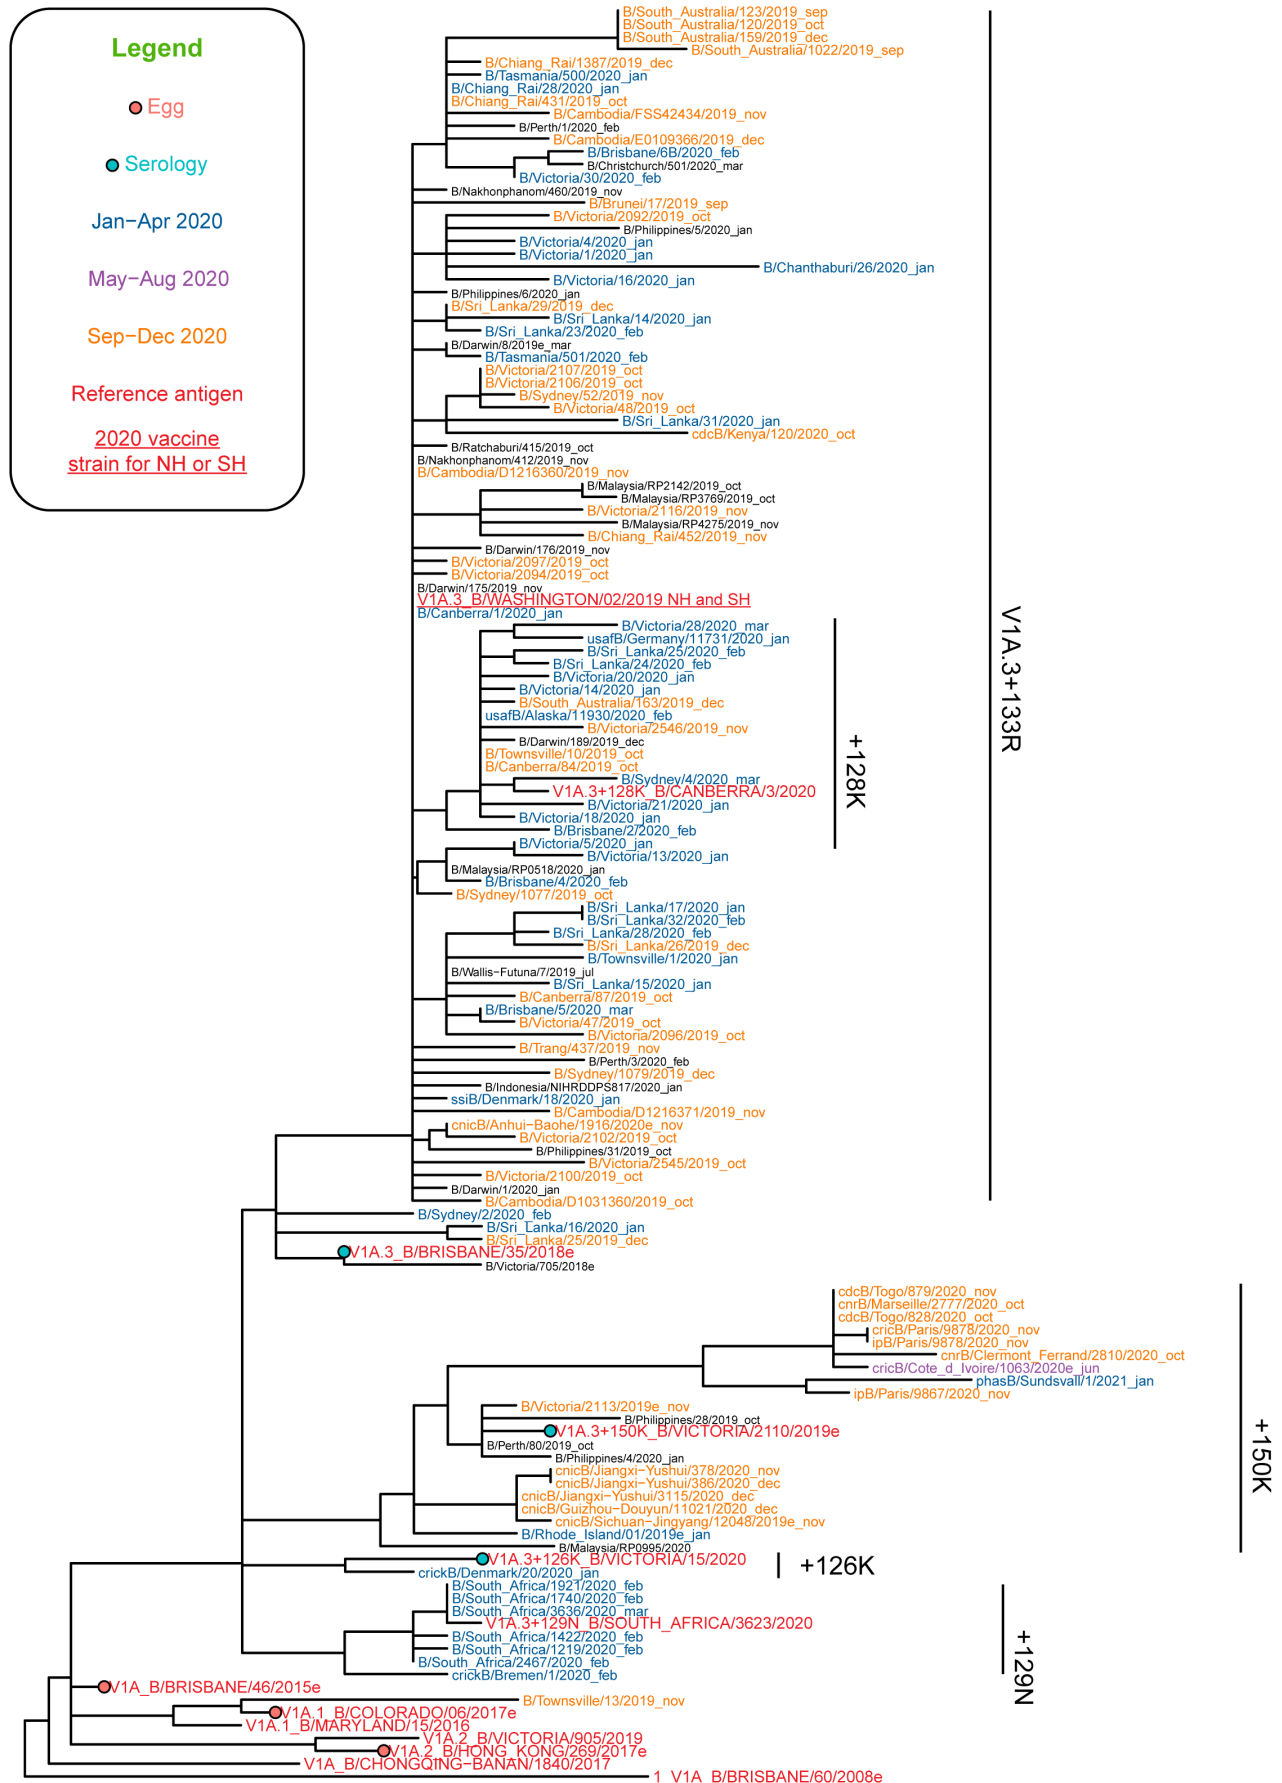 Legend
Egg
Serology
Jan−Apr 2020
May−Aug 2020
Sep−Dec 2020
Reference antigen
2020 vaccine
strain for NH or SH
B/South_Australia/123/2019_sep
B/South_Australia/120/2019_oct
B/South_Australia/159/2019_dec
B/South_Australia/1022/2019_sep
B/Chiang_Rai/1387/2019_dec
B/Tasmania/500/2020_jan
B/Chiang_Rai/28/2020_jan
B/Chiang_Rai/431/2019_oct
B/Cambodia/FSS42434/2019_nov
B/Perth/1/2020_feb
B/Cambodia/E0109366/2019_dec
B/Brisbane/6B/2020_feb
B/Christchurch/501/2020_mar
B/Victoria/30/2020_feb
B/Nakhonphanom/460/2019_nov
B/Brunei/17/2019_sep
B/Victoria/2092/2019_oct
B/Philippines/5/2020_jan
B/Victoria/4/2020_jan
B/Victoria/1/2020_jan
B/Chanthaburi/26/2020_jan
B/Victoria/16/2020_jan
B/Philippines/6/2020_jan
B/Sri_Lanka/29/2019_dec
B/Sri_Lanka/14/2020_jan
B/Sri_Lanka/23/2020_feb
B/Darwin/8/2019e_mar
B/Tasmania/501/2020_feb
B/Victoria/2107/2019_oct
B/Victoria/2106/2019_oct
B/Sydney/52/2019_nov
B/Victoria/48/2019_oct
B/Sri_Lanka/31/2020_jan
cdcB/Kenya/120/2020_oct
B/Ratchaburi/415/2019_oct
B/Nakhonphanom/412/2019_nov
B/Cambodia/D1216360/2019_nov
B/Malaysia/RP2142/2019_oct
B/Malaysia/RP3769/2019_oct
B/Victoria/2116/2019_nov
B/Malaysia/RP4275/2019_nov
B/Chiang_Rai/452/2019_nov
B/Darwin/176/2019_nov
B/Victoria/2097/2019_oct
B/Victoria/2094/2019_oct
B/Darwin/175/2019_nov
V1A.3_B/WASHINGTON/02/2019 NH and SH
B/Canberra/1/2020_jan
B/Victoria/28/2020_mar
usafB/Germany/11731/2020_jan
B/Sri_Lanka/25/2020_feb
B/Sri_Lanka/24/2020_feb
B/Victoria/20/2020_jan
B/Victoria/14/2020_jan
B/South_Australia/163/2019_dec
usafB/Alaska/11930/2020_feb
B/Victoria/2546/2019_nov
B/Darwin/189/2019_dec
B/Townsville/10/2019_oct
B/Canberra/84/2019_oct
B/Sydney/4/2020_mar
V1A.3+128K_B/CANBERRA/3/2020
B/Victoria/21/2020_jan
B/Victoria/18/2020_jan
B/Brisbane/2/2020_feb
+128K
V1A.3+133R
B/Victoria/5/2020_jan
B/Victoria/13/2020_jan
B/Malaysia/RP0518/2020_jan
B/Brisbane/4/2020_feb
B/Sydney/1077/2019_oct
B/Sri_Lanka/17/2020_jan
B/Sri_Lanka/32/2020_feb
B/Sri_Lanka/28/2020_feb
B/Sri_Lanka/26/2019_dec
B/Townsville/1/2020_jan
B/Wallis−Futuna/7/2019_jul
B/Sri_Lanka/15/2020_jan
B/Canberra/87/2019_oct
B/Brisbane/5/2020_mar
B/Victoria/47/2019_oct
B/Victoria/2096/2019_oct
B/Trang/437/2019_nov
B/Perth/3/2020_feb
B/Sydney/1079/2019_dec
B/Indonesia/NIHRDDPS817/2020_jan
ssiB/Denmark/18/2020_jan
B/Cambodia/D1216371/2019_nov
cnicB/Anhui-Baohe/1916/2020e_nov
B/Victoria/2102/2019_oct
B/Philippines/31/2019_oct
B/Victoria/2545/2019_oct
B/Victoria/2100/2019_oct
B/Darwin/1/2020_jan
B/Cambodia/D1031360/2019_oct
B/Sydney/2/2020_feb
B/Sri_Lanka/16/2020_jan
B/Sri_Lanka/25/2019_dec
V1A.3_B/BRISBANE/35/2018e
B/Victoria/705/2018e
cdcB/Togo/879/2020_nov
cnrB/Marseille/2777/2020_oct
cdcB/Togo/828/2020_oct
cricB/Paris/9878/2020_nov
ipB/Paris/9878/2020_nov
cnrB/Clermont_Ferrand/2810/2020_oct
cricB/Cote_d_Ivoire/1063/2020e_jun
phasB/Sundsvall/1/2021_jan
ipB/Paris/9867/2020_nov
B/Victoria/2113/2019e_nov
B/Philippines/28/2019_oct
V1A.3+150K_B/VICTORIA/2110/2019e
B/Perth/80/2019_oct
B/Philippines/4/2020_jan
cnicB/Jiangxi−Yushui/378/2020_nov
cnicB/Jiangxi−Yushui/386/2020_dec
cnicB/Jiangxi−Yushui/3115/2020_dec
cnicB/Guizhou−Douyun/11021/2020_dec
cnicB/Sichuan−Jingyang/12048/2019e_nov
B/Rhode_Island/01/2019e_jan
B/Malaysia/RP0995/2020
+150K
V1A.3+126K_B/VICTORIA/15/2020
crickB/Denmark/20/2020_jan
+126K
B/South_Africa/1921/2020_feb
B/South_Africa/1740/2020_feb
B/South_Africa/3636/2020_mar
V1A.3+129N_B/SOUTH_AFRICA/3623/2020
B/South_Africa/1422/2020_feb
B/South_Africa/1219/2020_feb
B/South_Africa/2467/2020_feb
crickB/Bremen/1/2020_feb
+129N
V1A_B/BRISBANE/46/2015e
B/Townsville/13/2019_nov
V1A.1_B/COLORADO/06/2017e
V1A.1_B/MARYLAND/15/2016
V1A.2_B/VICTORIA/905/2019
V1A.2_B/HONG_KONG/269/2017e
V1A_B/CHONGQING−BANAN/1840/2017
1_V1A_B/BRISBANE/60/2008e